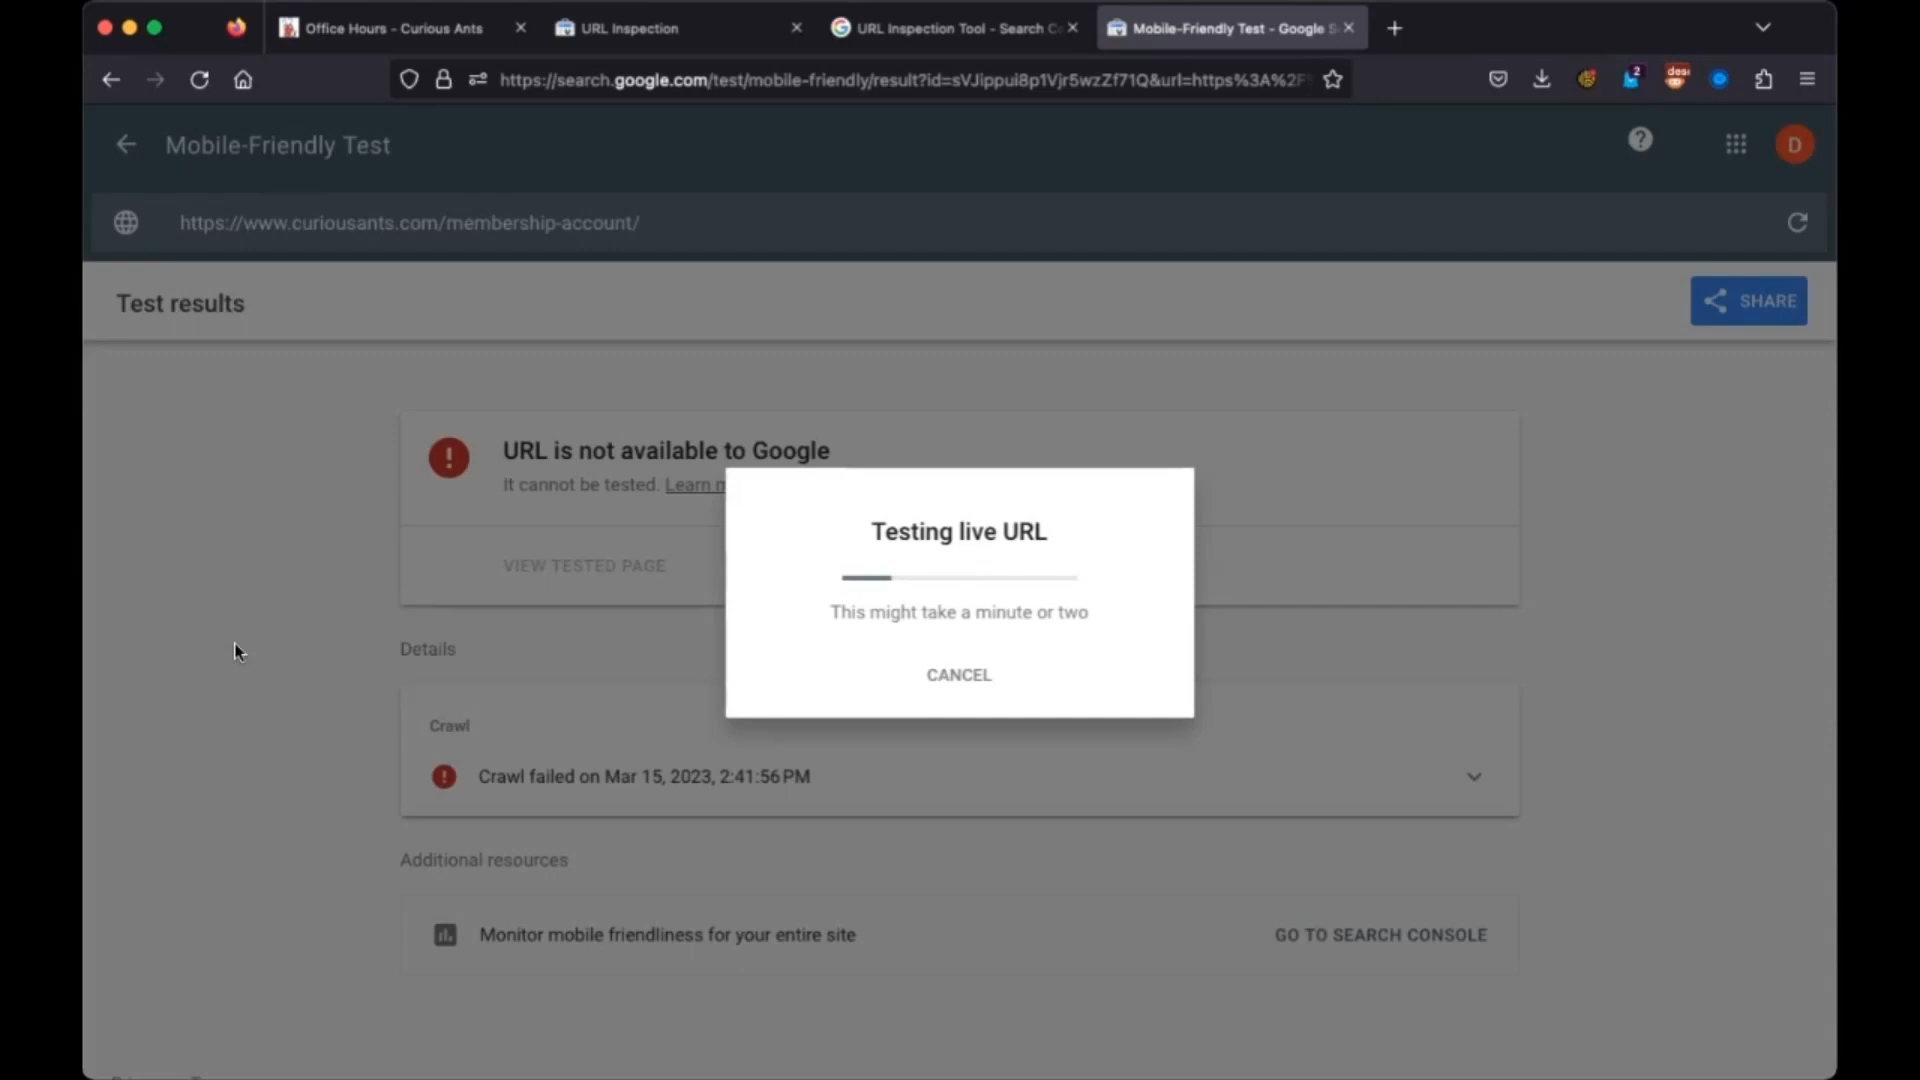 Office Hours - Curious Ants
URL Inspection
URL Inspection Tool - Search C
Mobile-Friendly Test - Google S
https://search.google.com/test/mobile-friendly/result?id=sVJippui8p1Vjr5wzZf71Q&url=https%3A%2F
2
desi
Mobile-Friendly Test
D
https://www.curiousants.com/membership-account/
Test results
SHARE
URL is not available to Google
It cannot be tested. Learn
VIEW TESTED PAGE
Testing live URL
This might take a minute or two
CANCEL
Details
Crawl
Crawl failed on Mar 15, 2023, 2:41:56 PM
Additional resources
Monitor mobile friendliness for your entire site
GO TO SEARCH CONSOLE